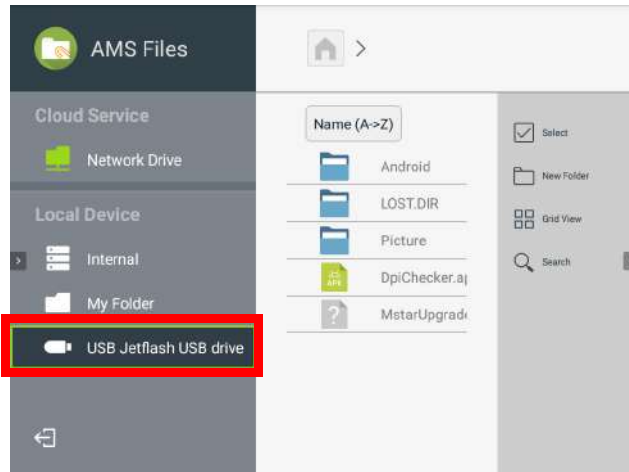 AMS Files
Cloud Service
Network Drive
Local Device
Internal
My Folder
USB Jetflash USB drive
Name (A->Z)
Android
LOST.DIR
Picture
DpiChecker.a
MstarUpgrad
Select
New Folder
Grid View
Search